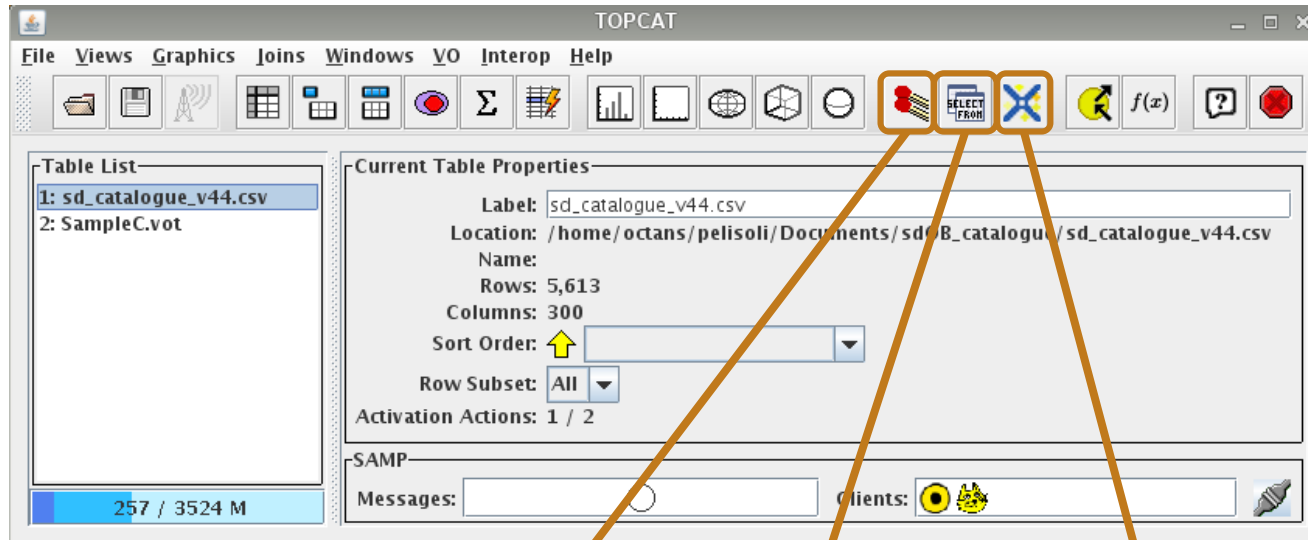 TOPCAT
File Views Graphics Joins Windows VO Interop Help
Σ SELECT FROM f(x) ?
Table List
1: sd_catalogue_v44.csv
2: SampleC.vot
257 / 3524 M
Current Table Properties
Label: sd_catalogue_v44.csv
Location: /home/octans/pelisoli/Documents/sdOB_catalogue/sd_catalogue_v44.csv
Name:
Rows: 5,613
Columns: 300
Sort Order:
Row Subset: All
Activation Actions: 1 / 2
SAMP
Messages: Clients: